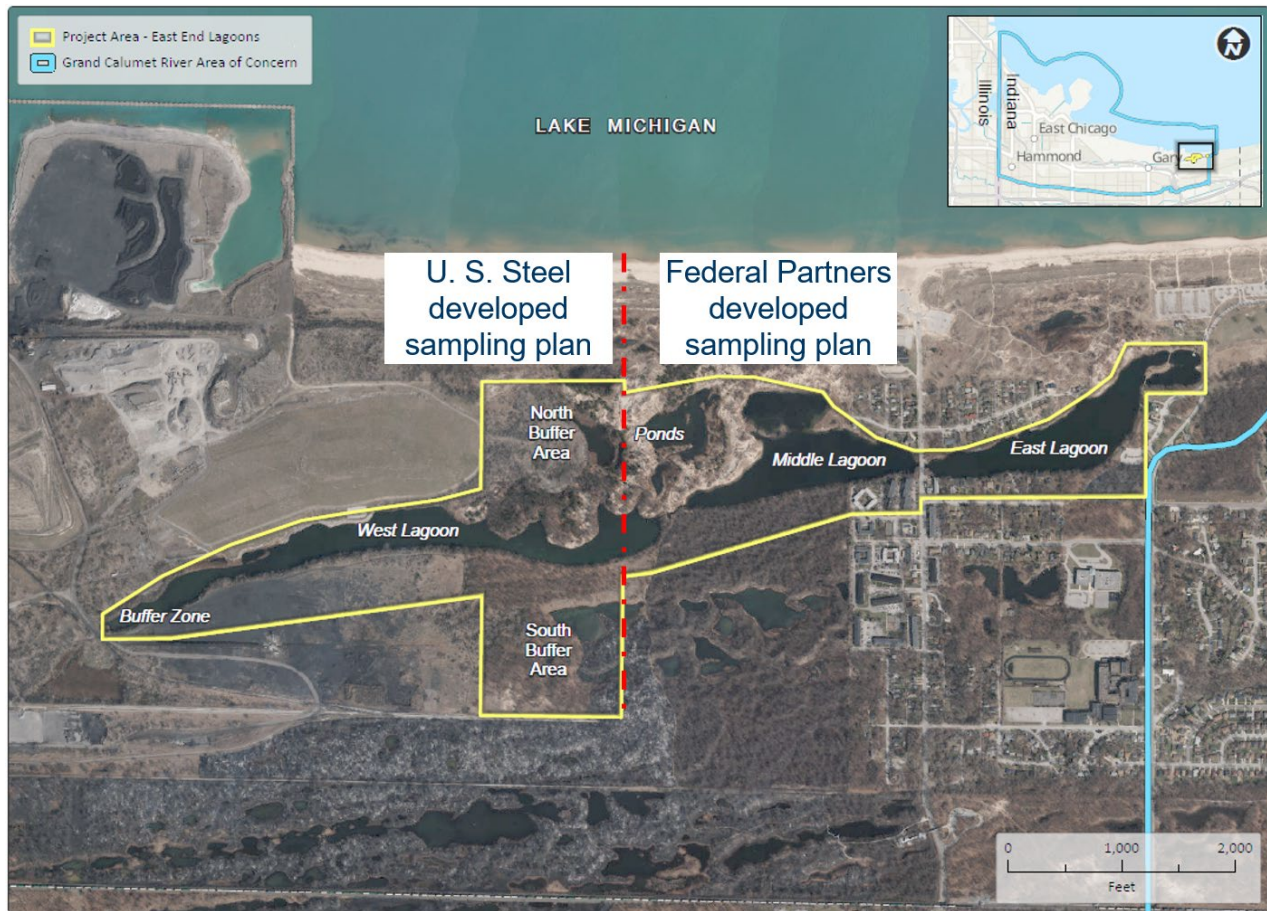 Project Area - East End Lagoons
Grand Calumet River Area of Concern
N
Illinois
Indiana
East Chicago
Hammond
Gary
LAKE MICHIGAN
U. S. Steel
developed
sampling plan
Federal Partners
developed
sampling plan
North
Buffer
Area
Ponds
Middle Lagoon
East Lagoon
West Lagoon
Buffer Zone
South
Buffer
Area
0 1,000 2,000
Feet